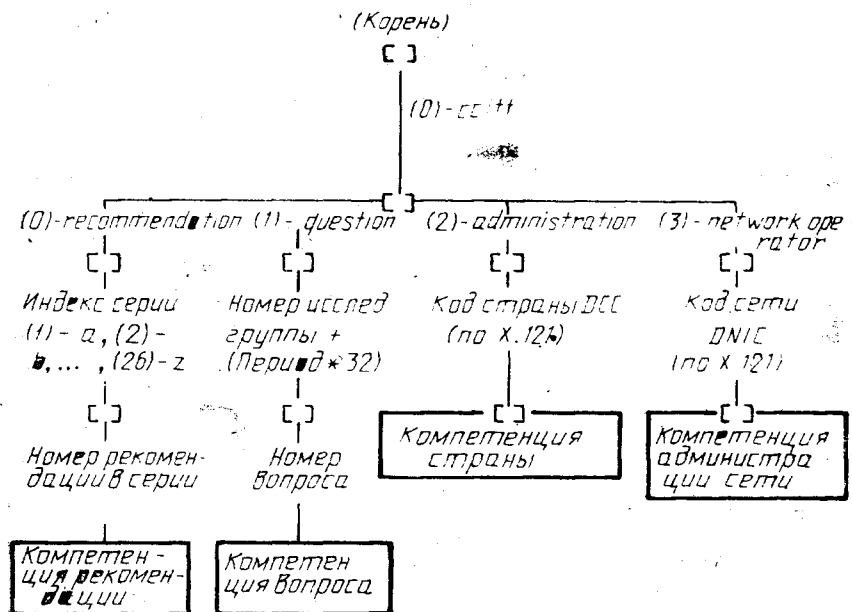 (Корень)
(0)-ccitt
(0)-recommendation (1)-question (2)-administration (3)-network ope
rator
Индекс серии
(1)-a, (2)-
b, ... , (26)-z
Номер исслед
группы +
(Период*32)
Код страны DCC
(по X.121)
Код сети
DNIC
(по X 121)
Номер рекомен-
дации в серии
Номер
вопроса
Компетенция
страны
Компетенция
администра
ции сети
Компетен-
ция рекомен-
дации
Компетен
ция вопроса